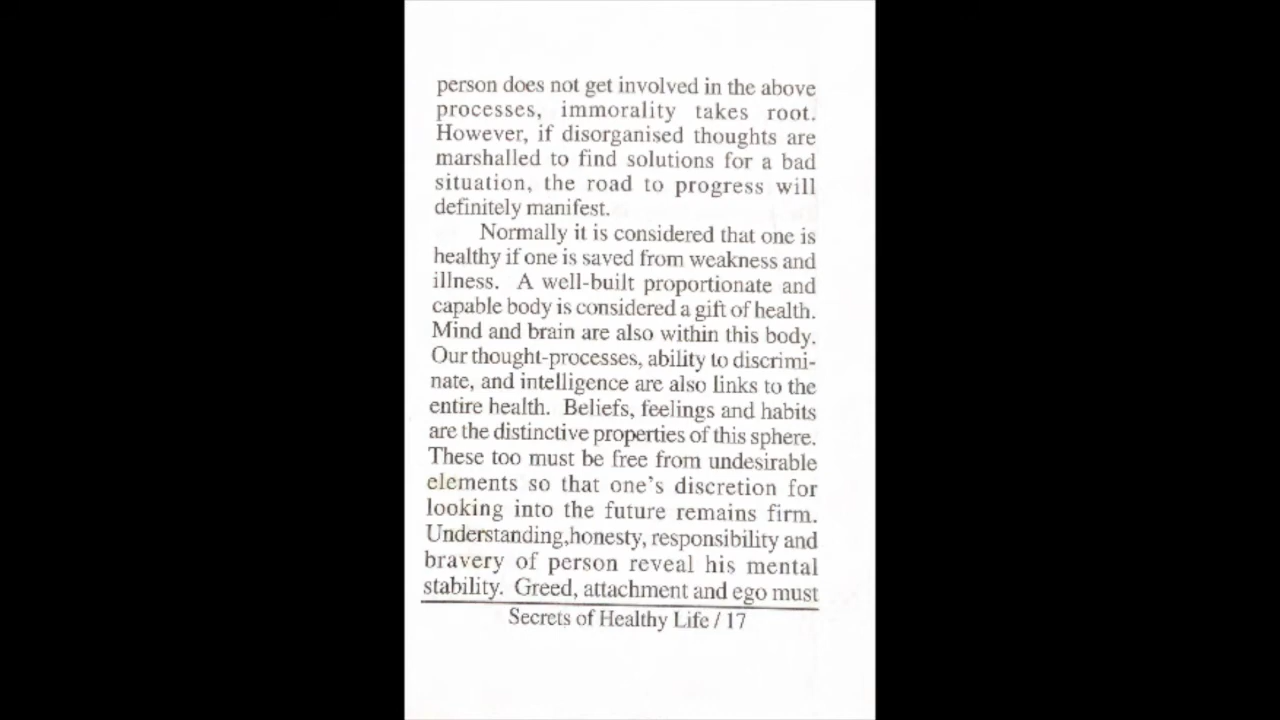 person does not get involved in the above
processes, immorality takes root.
However, if disorganised thoughts are
marshalled to find solutions for a bad
situation, the road to progress will
definitely manifest.
Normally it is considered that one is
healthy if one is saved from weakness and
illness. A well-built proportionate and
capable body is considered a gift of health.
Mind and brain are also within this body.
Our thought-processes, ability to discrimi-
nate, and intelligence are also links to the
entire health. Beliefs, feelings and habits
are the distinctive properties of this sphere.
These too must be free from undesirable
elements so that one's discretion for
looking into the future remains firm.
Understanding,honesty, responsibility and
bravery of person reveal his mental
stability. Greed, attachment and ego must
Secrets of Healthy Life / 17